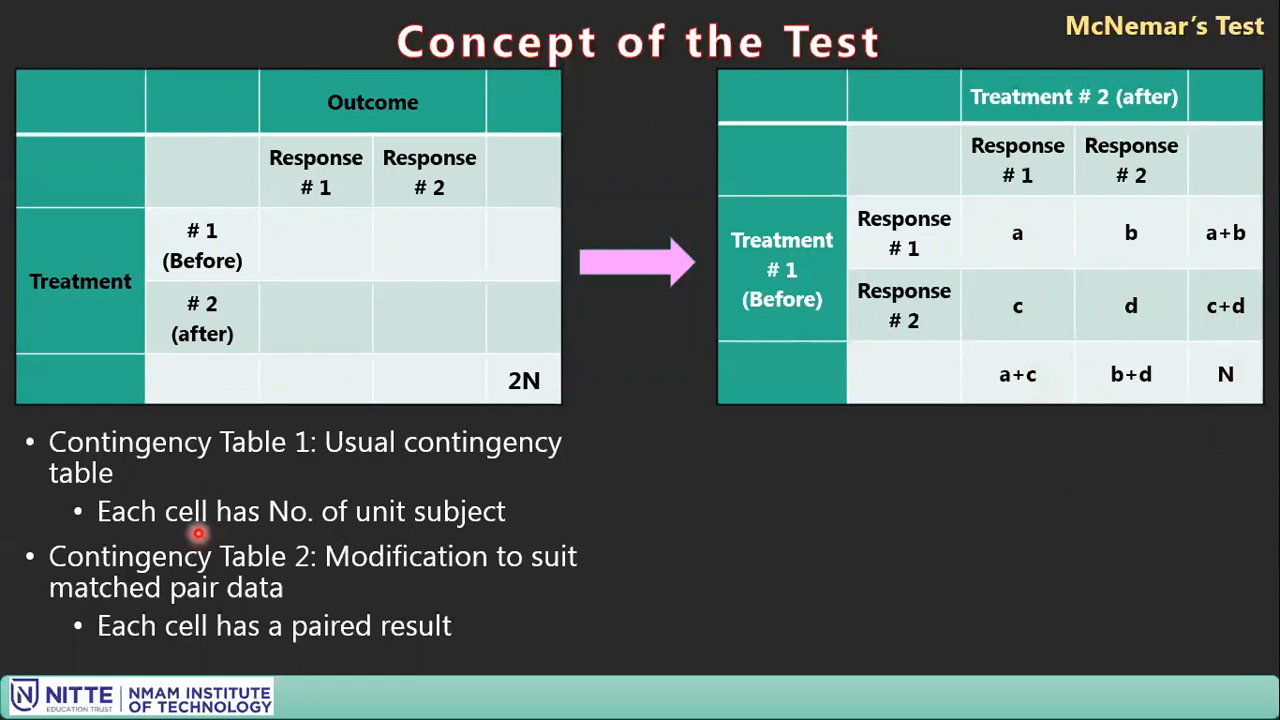 Concept of the Test
McNemar's Test
Outcome
Response
# 1
Response
# 2
Treatment
# 1
(Before)
# 2
(after)
2N
Treatment # 2 (after)
Response
# 1
Response
# 2
Treatment
# 1
(Before)
Response
# 1
a
b
a+b
Response
# 2
c
d
c+d
a+c
b+d
N
• Contingency Table 1: Usual contingency
table
• Each cell has No. of unit subject
• Contingency Table 2: Modification to suit
matched pair data
• Each cell has a paired result
NITTE
EDUCATION TRUST
NMAM INSTITUTE
OF TECHNOLOGY